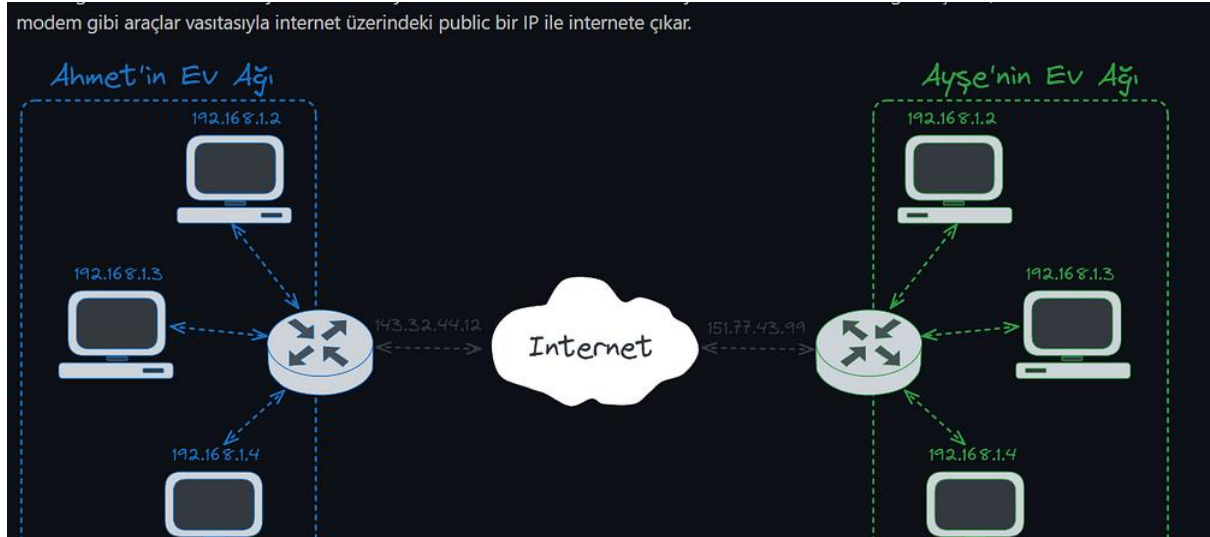 modem gibi araçlar vasıtasıyla internet üzerindeki public bir IP ile internete çıkar.
Ahmet'in Ev Ağı
Ayşe'nin Ev Ağı
192.168.1.2
192.168.1.2
192.168.1.3
192.168.1.3
143.32.44.12
Internet
151.77.43.99
192.168.1.4
192.168.1.4